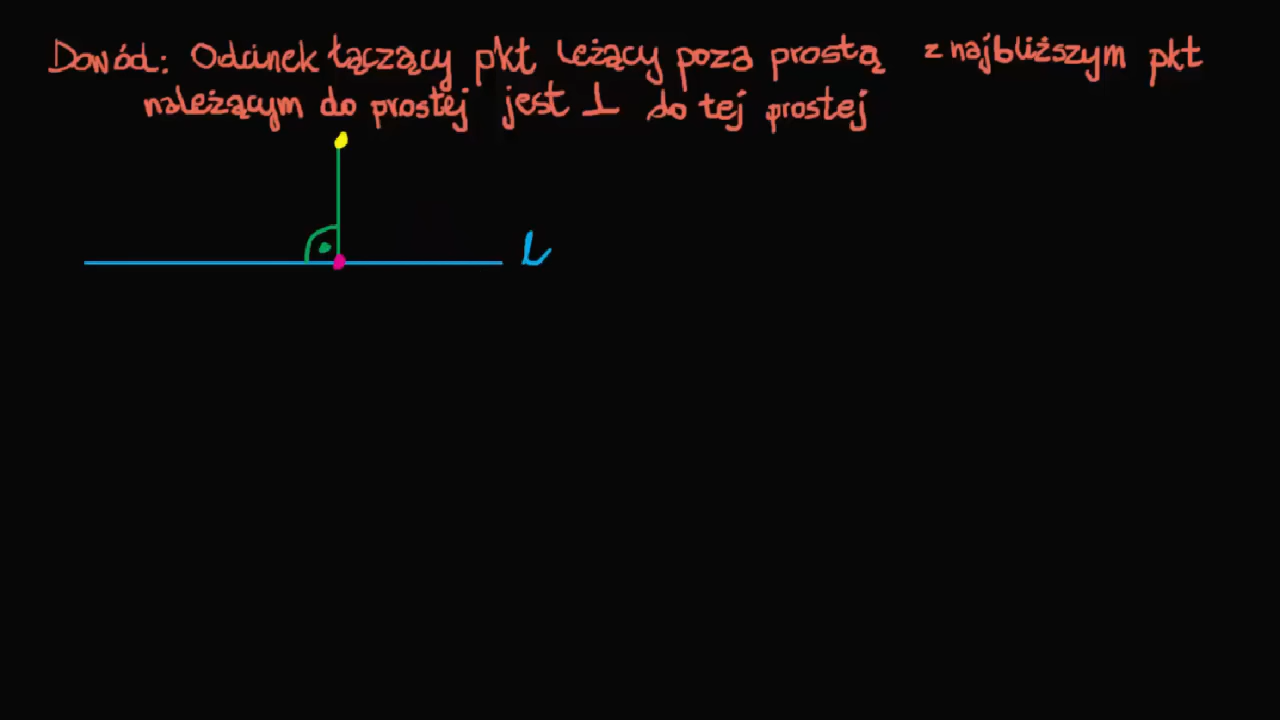 Dowód: Odcinek łączący pkt leżący poza prostą z najbliższym pkt
należącym do prostej jest ⊥ do tej prostej
L